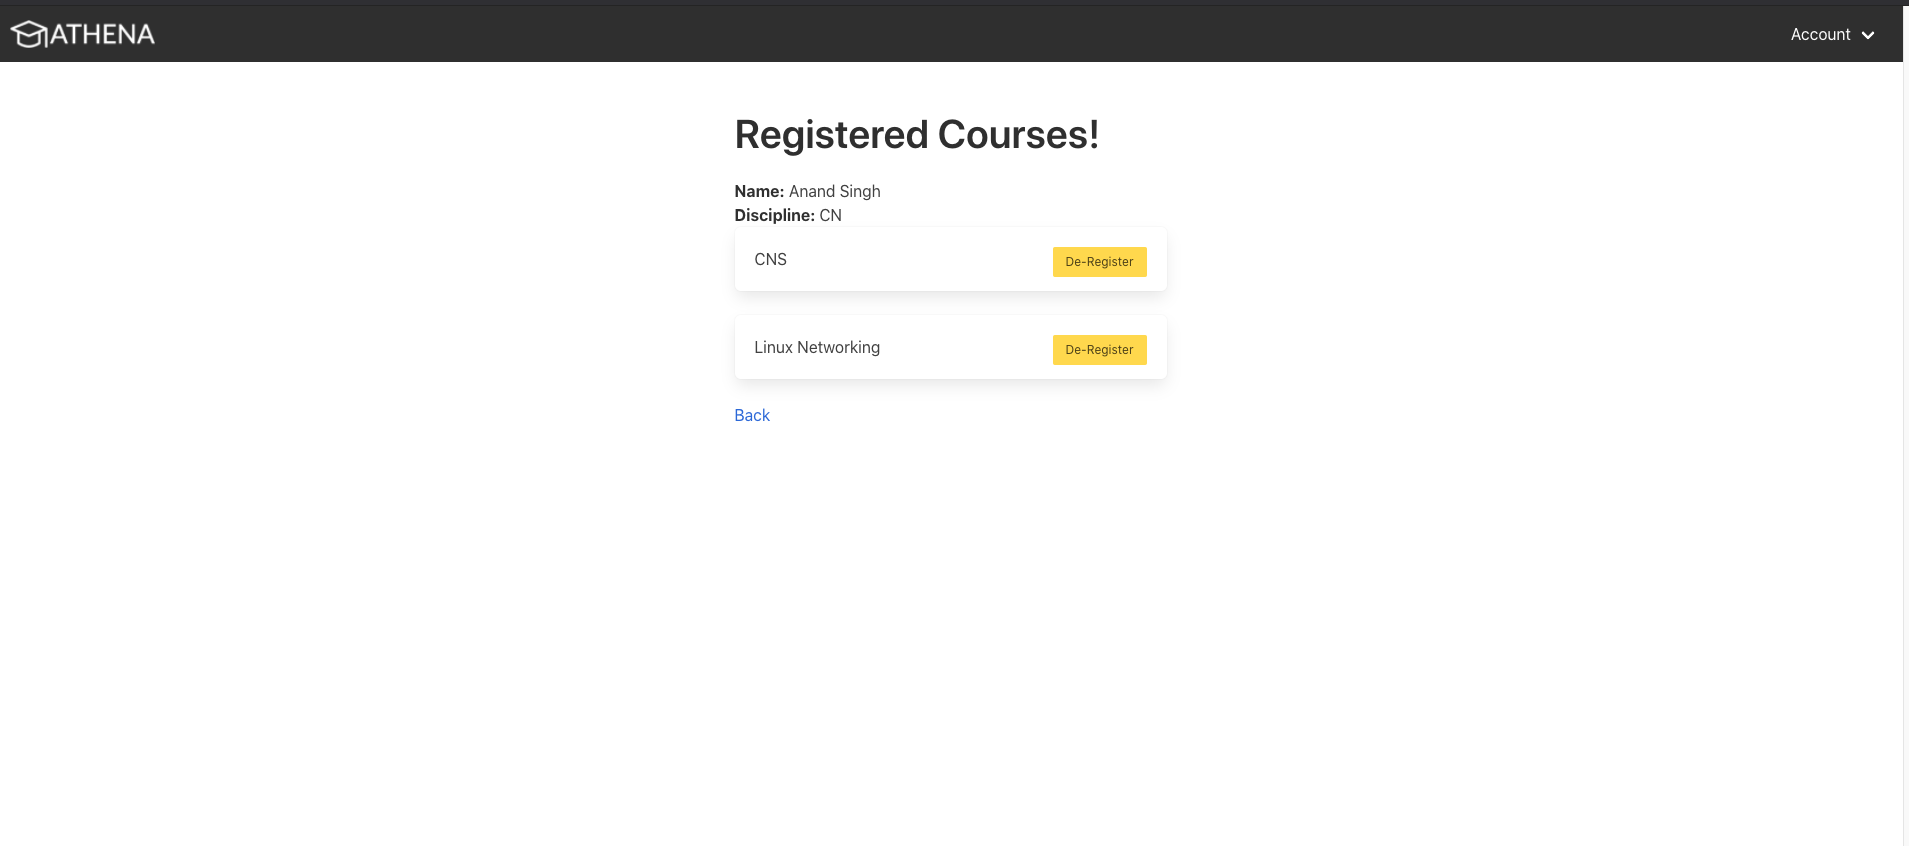 ATHENA
Account
Registered Courses!
Name: Anand Singh
Discipline: CN
CNS
De-Register
Linux Networking
De-Register
Back